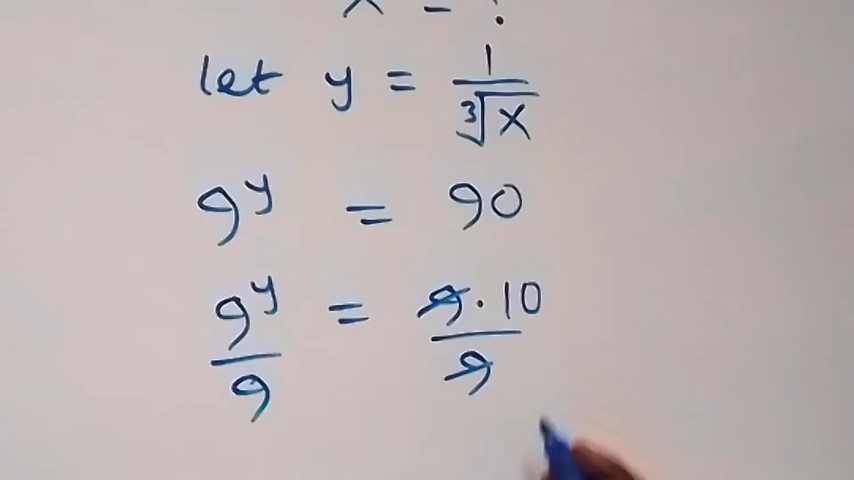 x = ?
let y = 1/∛x
9^y = 90
9^y/9 = 9·10/9